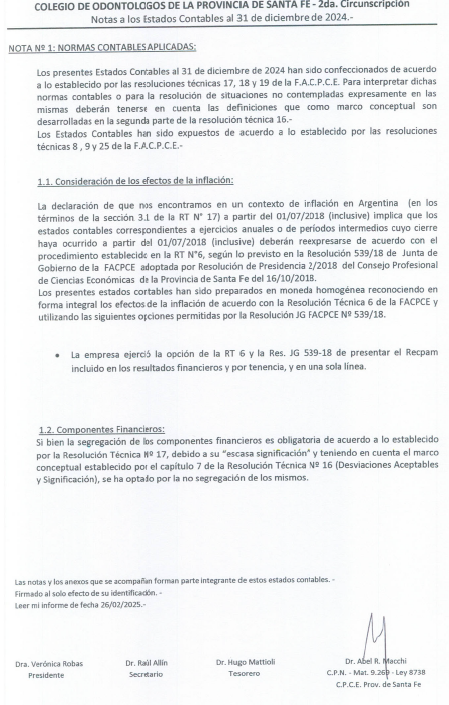 COLEGIO DE ODONTOLOGOS DE LA PROVINCIA DE SANTA FE - 2da. Circunscripción
Notas a los Estados Contables al 31 de diciembre de 2024.-
NOTA Nº 1: NORMAS CONTABLES APLICADAS:
Los presentes Estados Contables al 31 de diciembre de 2024 han sido confeccionados de acuerdo
a lo establecido por las resoluciones técnicas 17, 18 y 19 de la F.A.C.P.C.E. Para interpretar dichas
normas contables o para la resolución de situaciones no contempladas expresamente en las
mismas deberán tenerse en cuenta las definiciones que como marco conceptual son
desarrolladas en la segunda parte de la resolución técnica 16.-
Los Estados Contables han sido expuestos de acuerdo a lo establecido por las resoluciones
técnicas 8 , 9 y 25 de la F.A.C.P.C.E.-
1.1. Consideración de los efectos de la inflación:
La declaración de que nos encontramos en un contexto de inflación en Argentina (en los
términos de la sección 3.1 de la RT N° 17) a partir del 01/07/2018 (inclusive) implica que los
estados contables correspondientes a ejercicios anuales o de periodos intermedios cuyo cierre
haya ocurrido a partir del 01/07/2018 (inclusive) deberán reexpresarse de acuerdo con el
procedimiento establecido en la RT N°6, según lo previsto en la Resolución 539/18 de Junta de
Gobierno de la FACPCE adoptada por Resolución de Presidencia 2/2018 del Consejo Profesional
de Ciencias Económicas de la Provincia de Santa Fe del 16/10/2018.
Los presentes estados contables han sido preparados en moneda homogénea reconociendo en
forma integral los efectos de la inflación de acuerdo con la Resolución Técnica 6 de la FACPCE y
utilizando las siguientes opciones permitidas por la Resolución JG FACPCE Nº 539/18.
• La empresa ejerció la opción de la RT 6 y la Res. JG 539-18 de presentar el Recpam
incluido en los resultados financieros y por tenencia, y en una sola línea.
1.2. Componentes Financieros:
Si bien la segregación de los componentes financieros es obligatoria de acuerdo a lo establecido
por la Resolución Técnica Nº 17, debido a su "escasa significación" y teniendo en cuenta el marco
conceptual establecido por el capítulo 7 de la Resolución Técnica Nº 16 (Desviaciones Aceptables
y Significación), se ha optado por la no segregación de los mismos.
Las notas y los anexos que se acompañan forman parte integrante de estos estados contables. -
Firmado al solo efecto de su identificación. -
Leer mi informe de fecha 26/02/2025.-
Dra. Verónica Robas
Presidente
Dr. Raúl Allín
Secretario
Dr. Hugo Mattioli
Tesorero
Dr. Abel R. Macchi
C.P.N. - Mat. 9.269 - Ley 8738
C.P.C.E. Prov. de Santa Fe